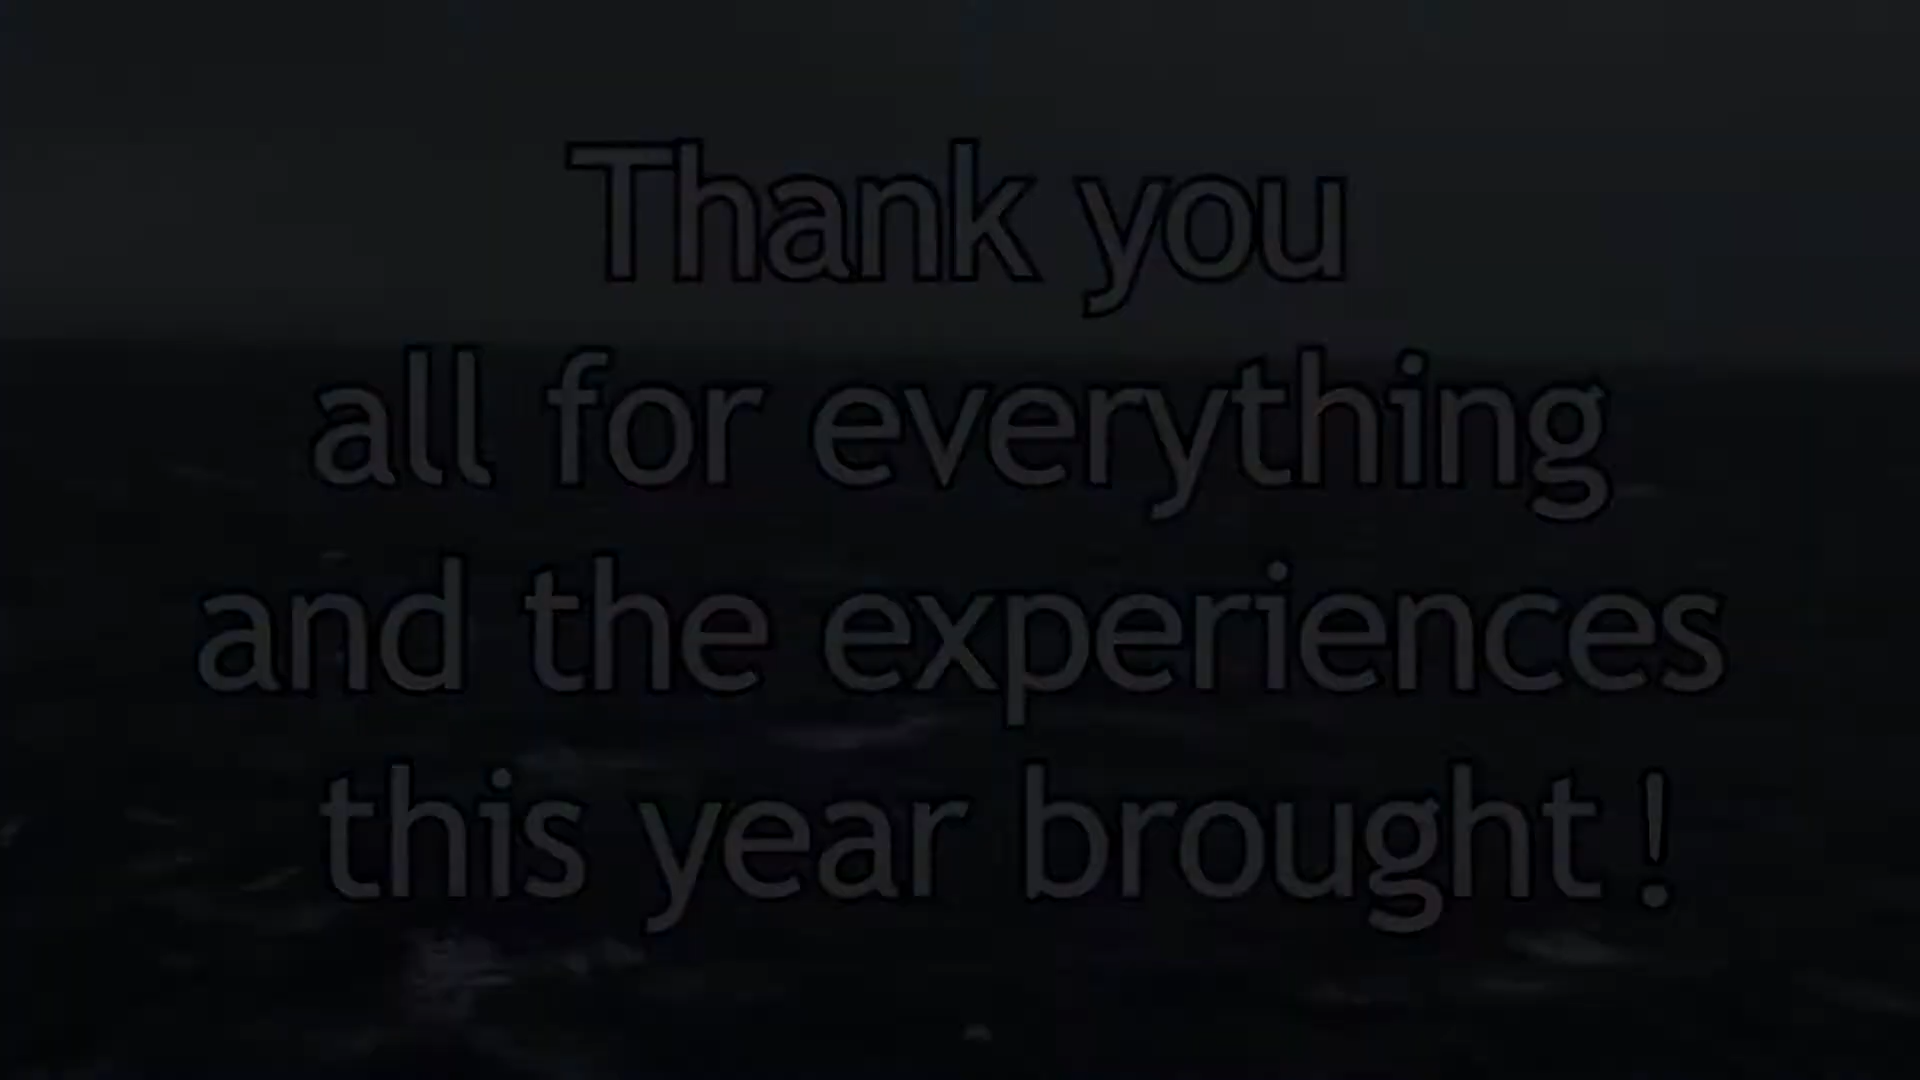 Thank you
all for everything
and the experiences
this year brought !